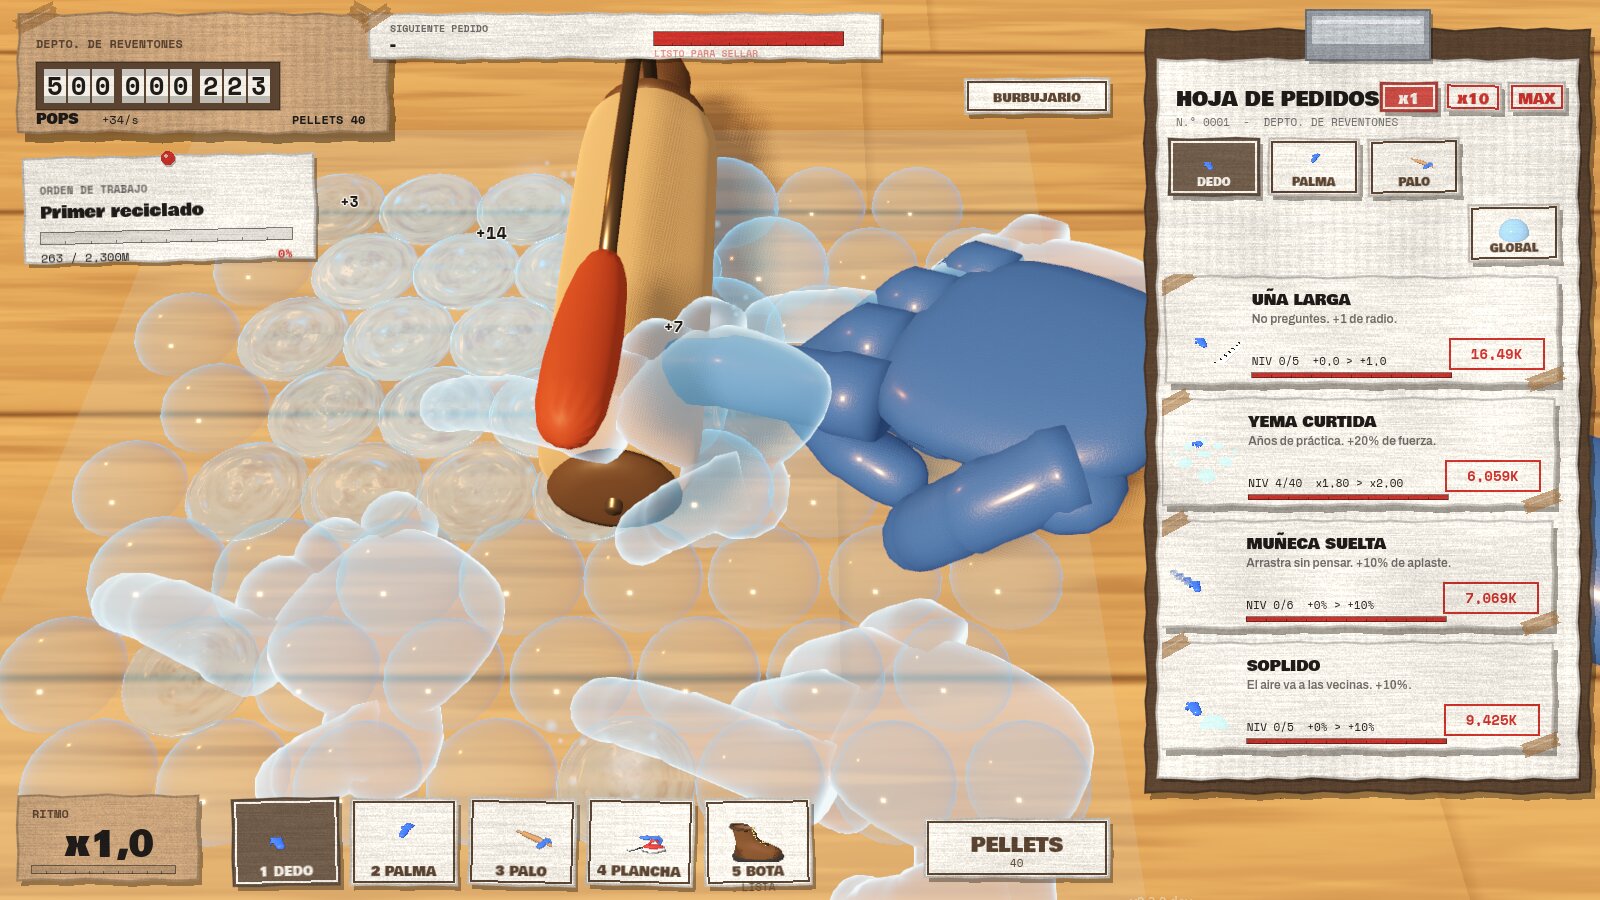 DEPTO. DE REVENTONES
500 000 223
POPS +34/s PELLETS 40
SIGUIENTE PEDIDO
-
LISTO PARA SELLAR
ORDEN DE TRABAJO
Primer reciclado
263 / 2,300M 0%
+3
+14
+7
BURBUJARIO
HOJA DE PEDIDOS x1 x10 MAX
N.° 0001 - DEPTO. DE REVENTONES
DEDO PALMA PALO
GLOBAL
UÑA LARGA
No preguntes. +1 de radio.
NIV 0/5 +0,0 > +1,0 16,49K
YEMA CURTIDA
Años de práctica. +20% de fuerza.
NIV 4/40 x1,80 > x2,00 6,059K
MUÑECA SUELTA
Arrastra sin pensar. +10% de aplaste.
NIV 0/6 +0% > +10% 7,069K
SOPLIDO
El aire va a las vecinas. +10%.
NIV 0/5 +0% > +10% 9,425K
RITMO
x1,0
1 DEDO 2 PALMA 3 PALO 4 PLANCHA 5 BOTA
LISTA
PELLETS
40